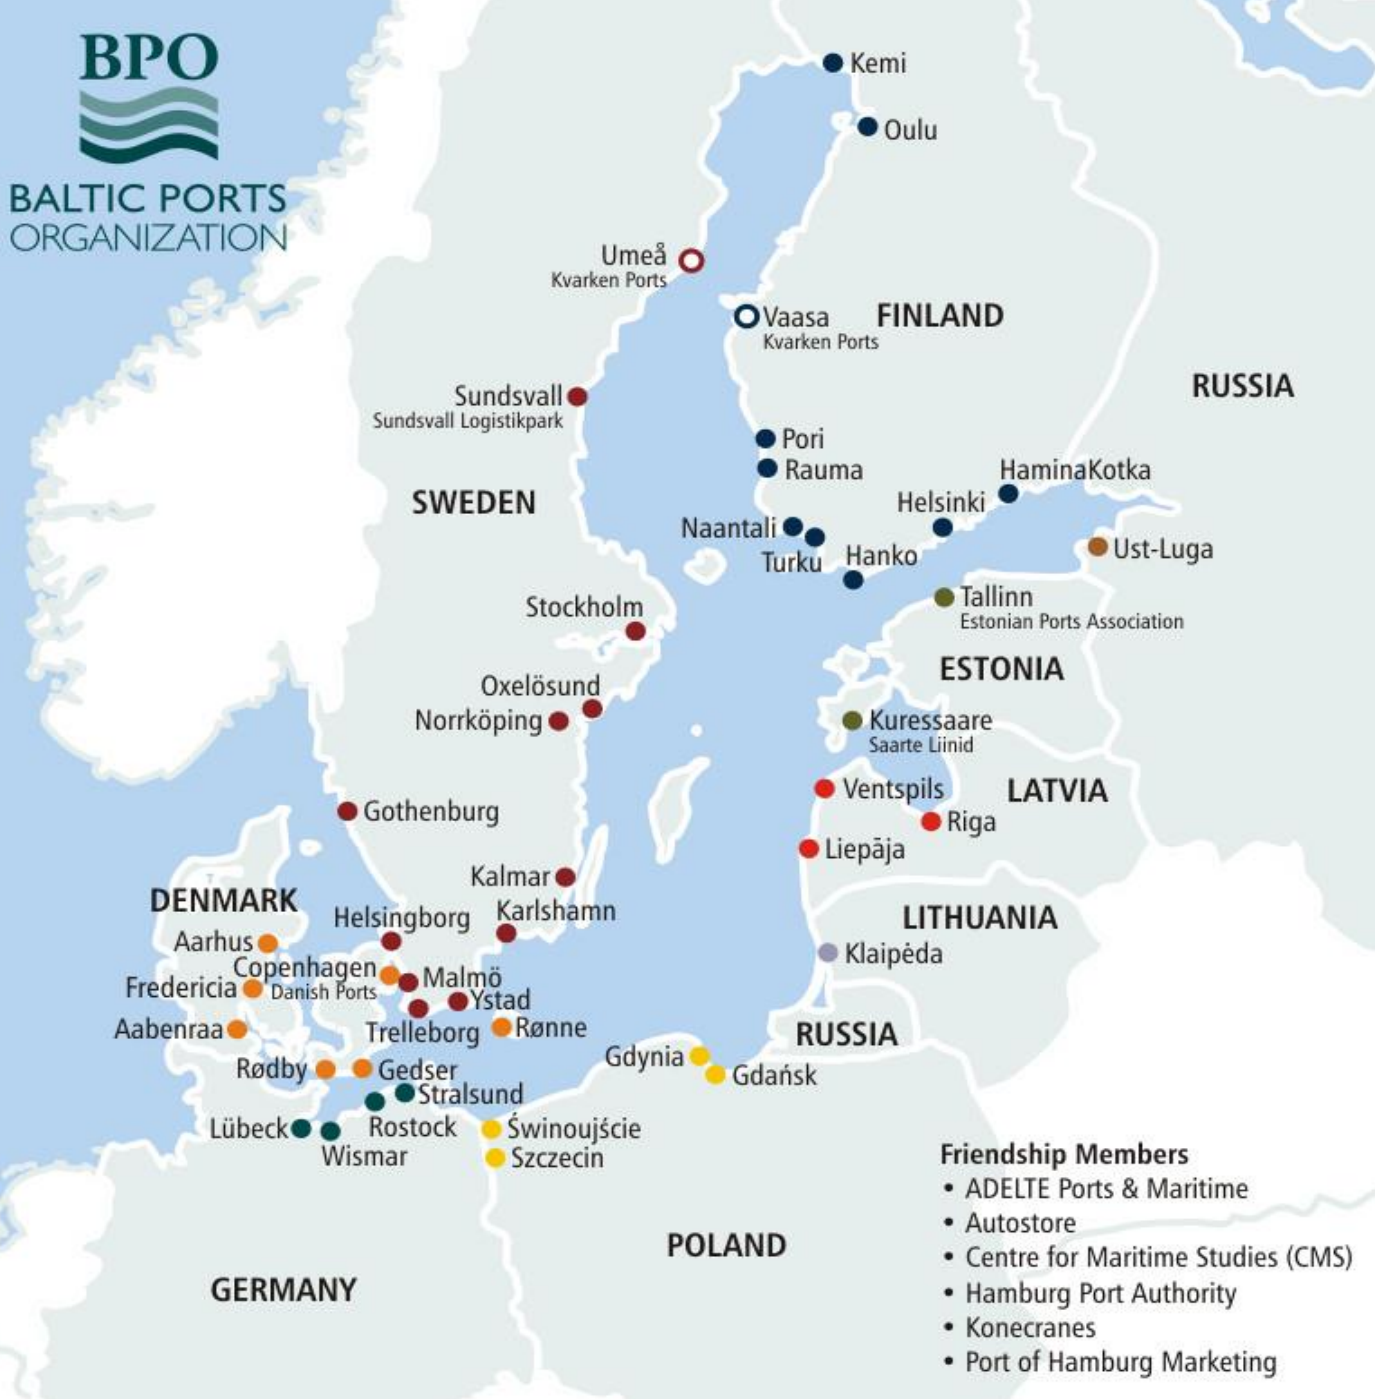 BPO
BALTIC PORTS
ORGANIZATION
Kemi
Oulu
Umeå
Kvarken Ports
Vaasa
Kvarken Ports
FINLAND
RUSSIA
Sundsvall
Sundsvall Logistikpark
Pori
Rauma
HaminaKotka
SWEDEN
Helsinki
Naantali
Turku
Hanko
Ust-Luga
Tallinn
Estonian Ports Association
Stockholm
ESTONIA
Oxelösund
Norrköping
Kuressaare
Saarte Liinid
Ventspils
LATVIA
Gothenburg
Riga
Liepāja
Kalmar
DENMARK
Helsingborg
Karlshamn
LITHUANIA
Aarhus
Copenhagen
Danish Ports
Klaipėda
Malmö
Fredericia
Ystad
Aabenraa
Trelleborg
Rønne
RUSSIA
Gdynia
Rødby
Gedser
Gdańsk
Stralsund
Lübeck
Rostock
Świnoujście
Wismar
Szczecin
POLAND
GERMANY
Friendship Members
• ADELTE Ports & Maritime
• Autostore
• Centre for Maritime Studies (CMS)
• Hamburg Port Authority
• Konecranes
• Port of Hamburg Marketing